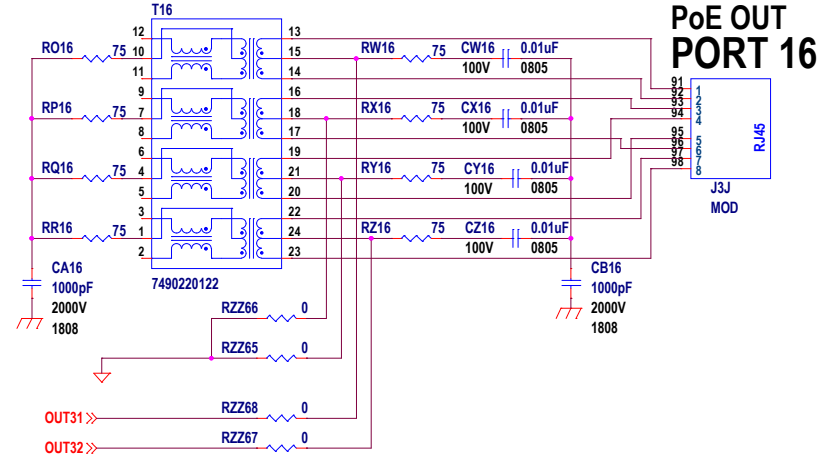 T16
PoE OUT
PORT 16
12 13
RO16 75 10 15 RW16 75 CW16 0.01uF
11 14 100V 0805
9 16
RP16 75 7 18 RX16 75 CX16 0.01uF
8 17 100V 0805
6 19
RQ16 75 4 21 RY16 75 CY16 0.01uF
5 20 100V 0805
3 22
RR16 75 1 24 RZ16 75 CZ16 0.01uF
2 23 100V 0805
91 1
92 2
93 3
94 4
95 5
96 6
97 7
98 8
RJ45
J3J
MOD
CA16
1000pF
2000V
1808
7490220122
CB16
1000pF
2000V
1808
RZZ66 0
RZZ65 0
OUT31 RZZ68 0
OUT32 RZZ67 0